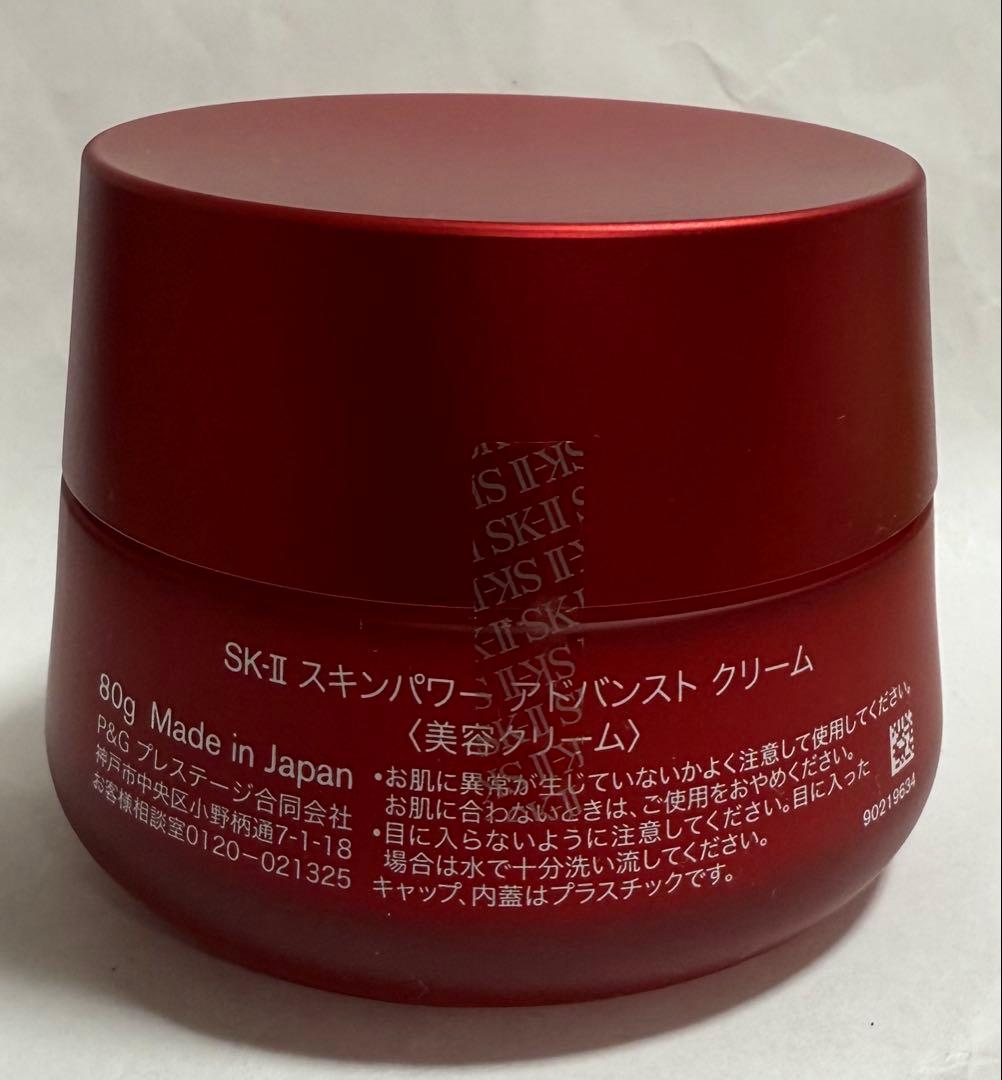 SK-II
SK-II
SK-II
SK-II
SK-II スキンパワー アドバンスト クリーム
〈美容クリーム〉
80g Made in Japan
P&G プレステージ合同会社
神戸市中央区小野柄通7-1-18
お客様相談室0120-021325
•お肌に異常が生じていないかよく注意して使用してください。
お肌に合わないときは、ご使用をおやめください。
•目に入らないように注意してください。目に入った
場合は水で十分洗い流してください。
キャップ、内蓋はプラスチックです。
90219634